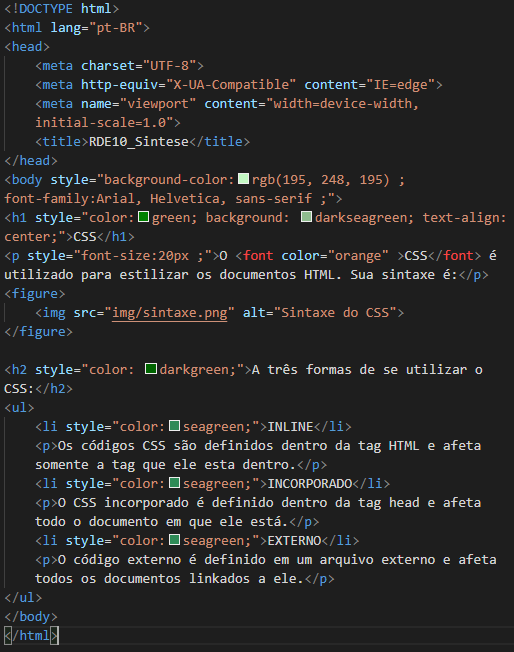 <!DOCTYPE html>
<html lang="pt-BR">
<head>
    <meta charset="UTF-8">
    <meta http-equiv="X-UA-Compatible" content="IE=edge">
    <meta name="viewport" content="width=device-width,
    initial-scale=1.0">
    <title>RDE10_Sintese</title>
</head>
<body style="background-color:rgb(195, 248, 195) ;
font-family:Arial, Helvetica, sans-serif ;">
<h1 style="color:green; background: darkseagreen; text-align:
center;">CSS</h1>
<p style="font-size:20px ;">O <font color="orange" >CSS</font> é
utilizado para estilizar os documentos HTML. Sua sintaxe é:</p>
<figure>
    <img src="img/sintaxe.png" alt="Sintaxe do CSS">
</figure>

<h2 style="color: darkgreen;">A três formas de se utilizar o
CSS:</h2>
<ul>
    <li style="color:seagreen;">INLINE</li>
    <p>Os códigos CSS são definidos dentro da tag HTML e afeta
    somente a tag que ele esta dentro.</p>
    <li style="color:seagreen;">INCORPORADO</li>
    <p>O CSS incorporado é definido dentro da tag head e afeta
    todo o documento em que ele está.</p>
    <li style="color:seagreen;">EXTERNO</li>
    <p>O código externo é definido em um arquivo externo e afeta
    todos os documentos linkados a ele.</p>
</ul>
</body>
</html>